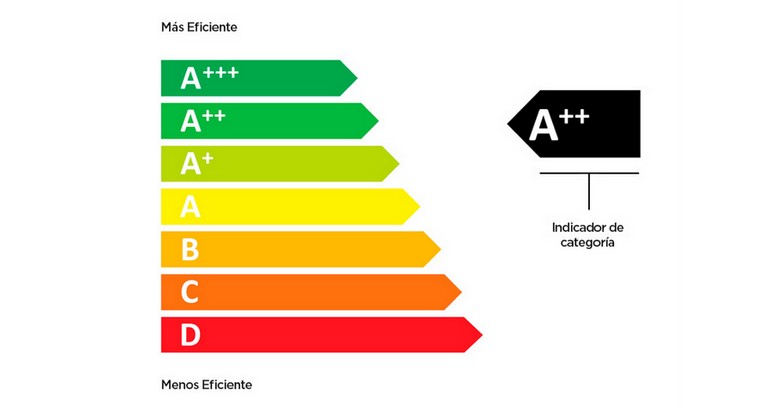 Más Eficiente
A+++
A++
A+
A
B
C
D
Menos Eficiente
A++
Indicador de
categoría